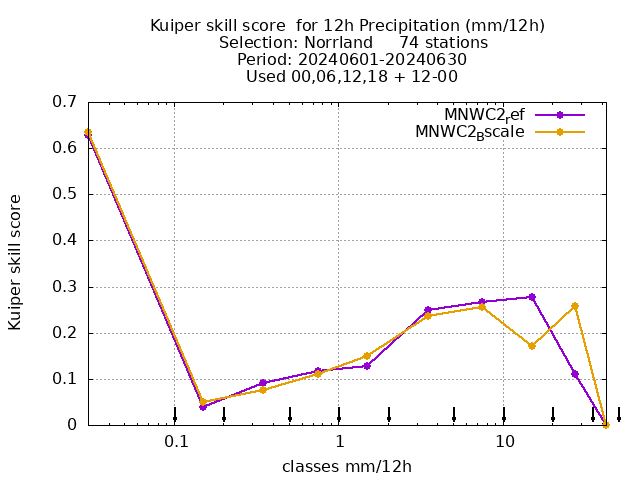 Kuiper skill score  for 12h Precipitation (mm/12h)
Selection: Norrland     74 stations
Period: 20240601-20240630
Used 00,06,12,18 + 12-00
MNWC2ref
MNWC2Bscale
0.7
0.6
0.5
0.4
0.3
0.2
0.1
0
Kuiper skill score
0.1
1
10
classes mm/12h